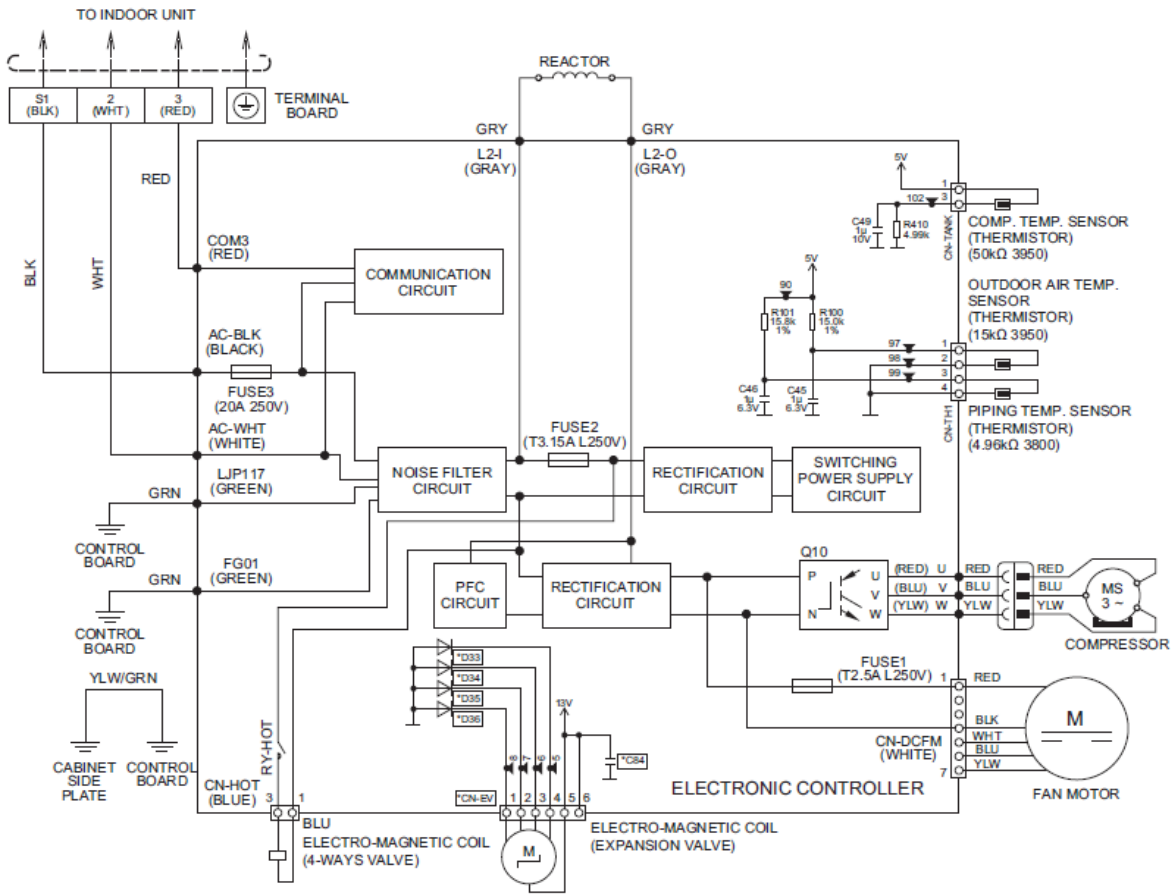 TO INDOOR UNIT
S1
(BLK)
2
(WHT)
3
(RED)
TERMINAL
BOARD
REACTOR
GRY
GRY
L2-I
(GRAY)
L2-O
(GRAY)
RED
BLK
WHT
COM3
(RED)
COMMUNICATION
CIRCUIT
AC-BLK
(BLACK)
FUSE3
(20A 250V)
AC-WHT
(WHITE)
LJP117
(GREEN)
GRN
CONTROL
BOARD
FG01
(GREEN)
GRN
CONTROL
BOARD
YLW/GRN
CABINET
SIDE
PLATE
CONTROL
BOARD
NOISE FILTER
CIRCUIT
FUSE2
(T3.15A L250V)
RECTIFICATION
CIRCUIT
SWITCHING
POWER SUPPLY
CIRCUIT
PFC
CIRCUIT
RECTIFICATION
CIRCUIT
5V
102
C49
1μ
10V
R410
4.99k
1
3
CN-TANK
COMP. TEMP. SENSOR
(THERMISTOR)
(50kΩ 3950)
5V
90
R101
15.8k
1%
R100
15.0k
1%
97
98
99
C46
1μ
6.3V
C45
1μ
6.3V
1
2
3
4
CN-TH1
OUTDOOR AIR TEMP.
SENSOR
(THERMISTOR)
(15kΩ 3950)
PIPING TEMP. SENSOR
(THERMISTOR)
(4.96kΩ 3800)
Q10
P
N
U
V
W
(RED) U
(BLU) V
(YLW) W
RED
BLU
YLW
RED
BLU
YLW
MS
3 ~
COMPRESSOR
FUSE1
(T2.5A L250V)
1
7
RED
BLK
WHT
BLU
YLW
CN-DCFM
(WHITE)
M
FAN MOTOR
*D33
*D34
*D35
*D36
13V
*C84
8
7
6
5
*CN-EV
1 2 3 4 5 6
M
ELECTRO-MAGNETIC COIL
(EXPANSION VALVE)
ELECTRONIC CONTROLLER
RY-HOT
CN-HOT
(BLUE)
3
1
BLU
ELECTRO-MAGNETIC COIL
(4-WAYS VALVE)